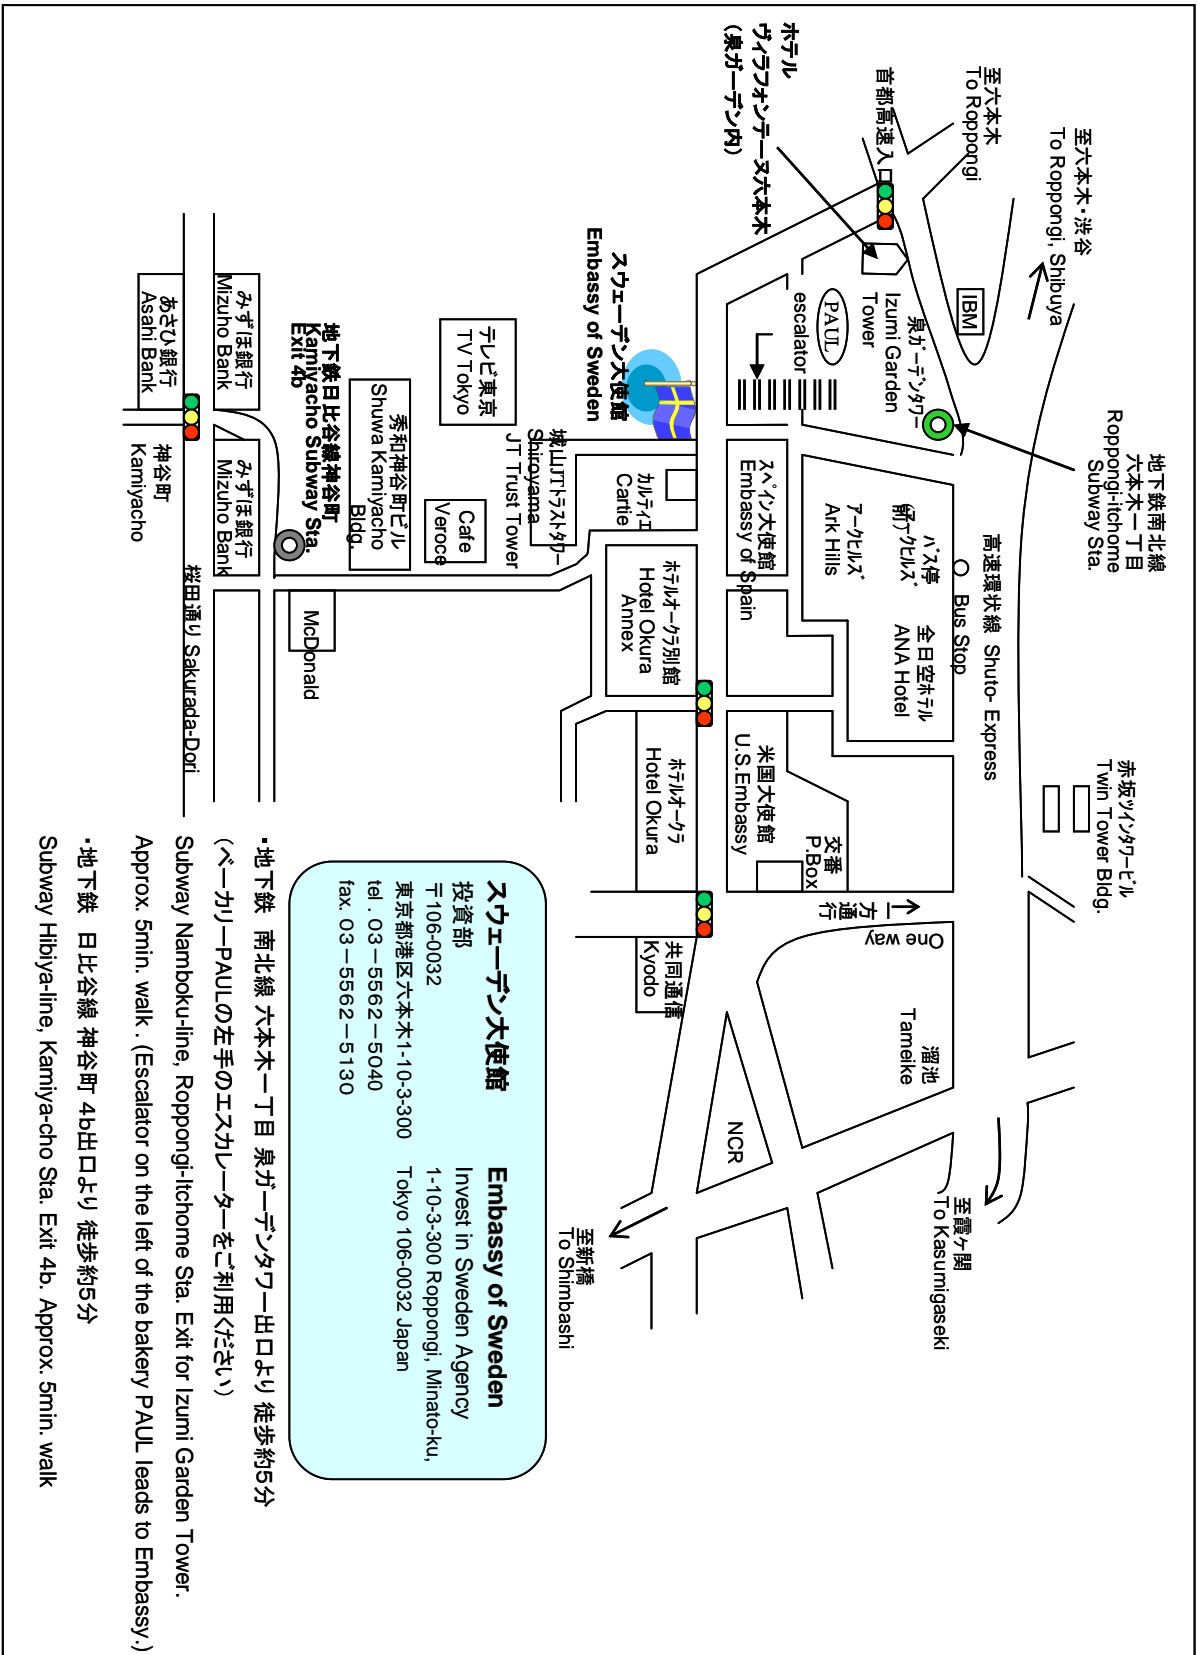 至六本木・渋谷
To Roppongi, Shibuya
地下鉄南北線
六本木一丁目
Roppongi-itchome
Subway Sta.
赤坂ツインタワービル
Twin Tower Bldg.
至六本木
To Roppongi
IBM
高速環状線 Shuto- Express
首都高速入口
泉ガーデンタワー
Izumi Garden
Tower
バス停
Bus Stop
(アークヒルズ
前)
全日空ホテル
ANA Hotel
一方通行
One way
溜池
Tameike
至霞ヶ関
To Kasumigaseki
ホテル
ヴィラフォンテーヌ六本木
(泉ガーデン内)
PAUL
escalator
アークヒルズ
Ark Hills
交番
P.Box
スペイン大使館
Embassy of Spain
米国大使館
U.S.Embassy
NCR
スウェーデン大使館
Embassy of Sweden
カルティエ
Cartie
ホテルオークラ別館
Hotel Okura
Annex
ホテルオークラ
Hotel Okura
共同通信
Kyodo
至新橋
To Shimbashi
城山JTトラストタワー
Shiroyama
JT Trust Tower
テレビ東京
TV Tokyo
Cafe
Veroce
秀和神谷町ビル
Shuwa Kamiyacho
Bldg.
地下鉄日比谷線神谷町
Kamiyacho Subway Sta.
Exit 4b
McDonald
みずほ銀行
Mizuho Bank
みずほ銀行
Mizuho Bank
桜田通り Sakurada-Dori
あさひ銀行
Asahi Bank
神谷町
Kamiyacho
スウェーデン大使館
投資部
〒106-0032
東京都港区六本木1-10-3-300
tel . 03－5562－5040
fax. 03－5562－5130
Embassy of Sweden
Invest in Sweden Agency
1-10-3-300 Roppongi, Minato-ku,
Tokyo 106-0032 Japan
・地下鉄 南北線 六本木一丁目 泉ガーデンタワー出口より 徒歩約5分
(ベーカリーPAULの左手のエスカレーターをご利用ください)
Subway Namboku-line, Roppongi-Itchome Sta. Exit for Izumi Garden Tower.
Approx. 5min. walk . (Escalator on the left of the bakery PAUL leads to Embassy.)
・地下鉄 日比谷線 神谷町 4b出口より 徒歩約5分
Subway Hibiya-line, Kamiya-cho Sta. Exit 4b. Approx. 5min. walk